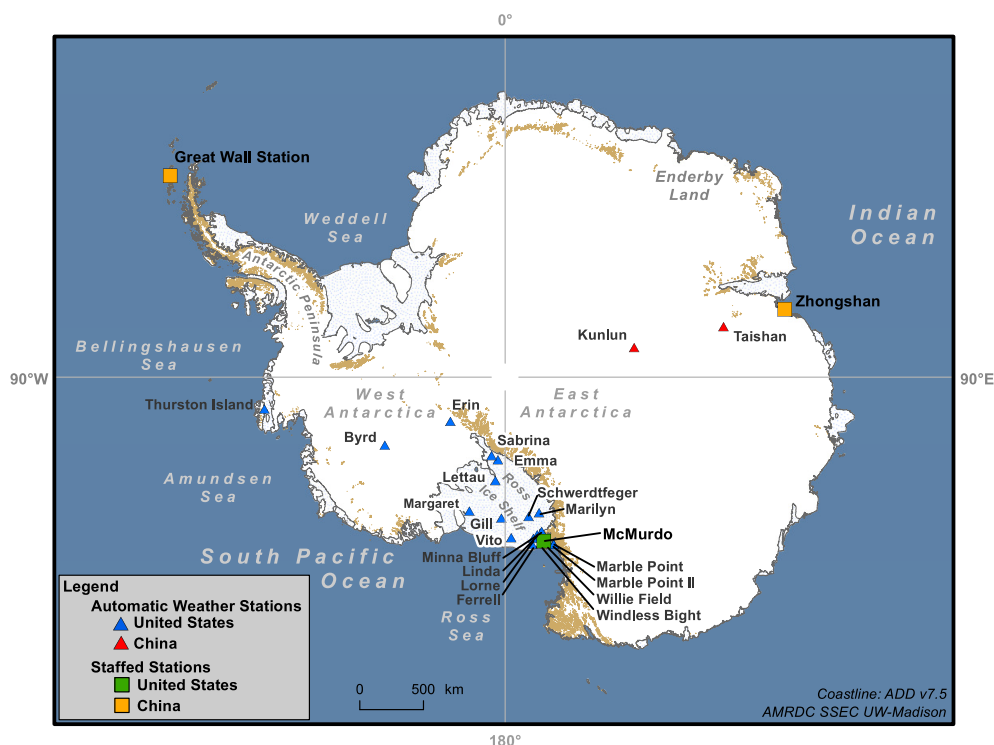 0°
Great Wall Station
Enderby
Land
Weddell
Sea
Indian
Ocean
Antarctic Peninsula
Zhongshan
Kunlun
Taishan
Bellingshausen
Sea
90°W
90°E
Thurston Island
West
Antarctica
Erin
East
Antarctica
Byrd
Sabrina
Emma
Amundsen
Sea
Lettau
Ross
Ice Shelf
Schwerdtfeger
Margaret
Marilyn
Gill
Vito
McMurdo
South Pacific
Ocean
Minna Bluff
Linda
Lorne
Ferrell
Marble Point
Marble Point II
Willie Field
Windless Bight
Ross
Sea
Legend
Automatic Weather Stations
United States
China
Staffed Stations
United States
China
0 500 km
Coastline: ADD v7.5
AMRDC SSEC UW-Madison
180°